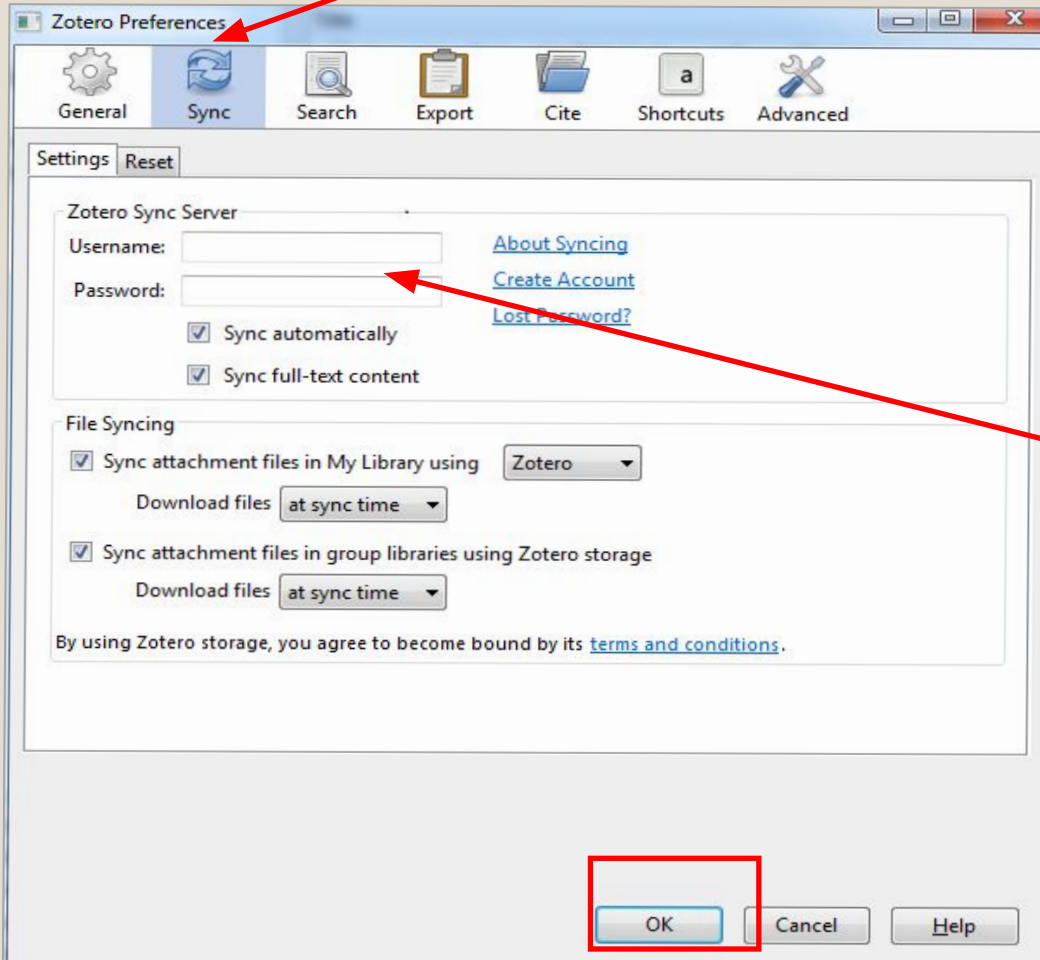 Zotero Preferences
General Sync Search Export Cite Shortcuts Advanced
a
Settings Reset
Zotero Sync Server
Username: About Syncing
Create Account
Password:
Lost Password?
Sync automatically
Sync full-text content
File Syncing
Sync attachment files in My Library using Zotero
Download files at sync time
Sync attachment files in group libraries using Zotero storage
Download files at sync time
By using Zotero storage, you agree to become bound by its terms and conditions.
OK Cancel Help